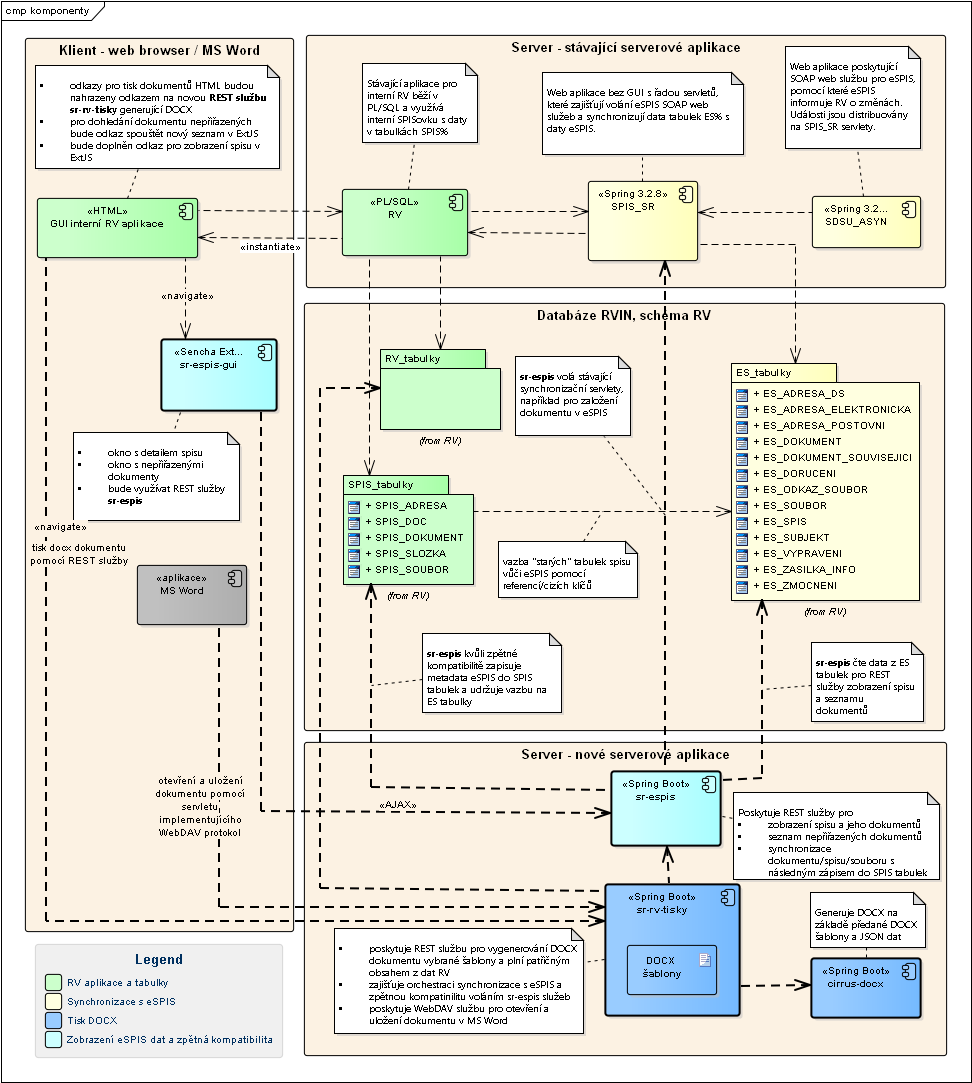 cmp komponenty
Klient - web browser / MS Word
odkazy pro tisk dokumentů HTML budou
nahrazeny odkazem na novou REST službu
sr-rv-tisky generující DOCX
pro dohledání dokumentu nepřiřazených
bude odkaz spouštět nový seznam v ExtJS
bude doplněn odkaz pro zobrazení spisu v
ExtJS
«HTML»
GUI interní RV aplikace
«instantiate»
«navigate»
«Sencha Ext...
sr-espis-gui
okno s detailem spisu
okno s nepřiřazenými
dokumenty
bude využívat REST služby
sr-espis
«navigate»
tisk docx dokumentu
pomocí REST služby
«aplikace»
MS Word
otevření a uložení
dokumentu pomocí
servletu
implementujícího
WebDAV protokol
«AJAX»
Server - stávající serverové aplikace
Stávající aplikace pro
interní RV běží v
PL/SQL a využívá
interní SPISovku s daty
v tabulkách SPIS%
Web aplikace bez GUI s řadou servletů,
které zajišťují volání eSPIS SOAP web
služeb a synchronizují data tabulek ES% s
daty eSPIS.
Web aplikace poskytující
SOAP web službu pro eSPIS,
pomocí které eSPIS
informuje RV o změnách.
Události jsou distribuovány
na SPIS_SR servlety.
«PL/SQL»
RV
«Spring 3.2.8»
SPIS_SR
«Spring 3.2...
SDSU_ASYN
Databáze RVIN, schéma RV
RV_tabulky
(from RV)
sr-espis volá stávající
synchronizační servlety,
například pro založení
dokumentu v eSPIS
ES_tabulky
+ ES_ADRESA_DS
+ ES_ADRESA_ELEKTRONICKA
+ ES_ADRESA_POSTOVNI
+ ES_DOKUMENT
+ ES_DOKUMENT_SOUVISEJICI
+ ES_DORUCENI
+ ES_ODKAZ_SOUBOR
+ ES_SOUBOR
+ ES_SPIS
+ ES_SUBJEKT
+ ES_VYPRAVENI
+ ES_ZASILKA_INFO
+ ES_ZMOCNENI
(from RV)
SPIS_tabulky
+ SPIS_ADRESA
+ SPIS_DOC
+ SPIS_DOKUMENT
+ SPIS_SLOZKA
+ SPIS_SOUBOR
(from RV)
vazba "starých" tabulek spisu
vůči eSPIS pomocí
referencí/cizích klíčů
sr-espis kvůli zpětné
kompatibilitě zapisuje
metadata eSPIS do SPIS
tabulek a udržuje vazbu na
ES tabulky
sr-espis čte data z ES
tabulek pro REST
služby zobrazení spisu
a seznamu
dokumentů
Server - nové serverové aplikace
«Spring Boot»
sr-espis
Poskytuje REST služby pro
zobrazení spisu a jeho dokumentů
seznam nepřiřazených dokumentů
synchronizace
dokumentu/spisu/souboru s
následným zápisem do SPIS tabulek
«Spring Boot»
sr-rv-tisky
DOCX
šablony
Generuje DOCX na
základě předané DOCX
šablony a JSON dat
«Spring Boot»
cirrus-docx
poskytuje REST službu pro vygenerování DOCX
dokumentu vybrané šablony a plní patřičným
obsahem z dat RV
zajišťuje orchestraci synchronizace s eSPIS a
zpětnou kompatinilitu voláním sr-espis služeb
poskytuje WebDAV službu pro otevření a
uložení dokumentu v MS Word
Legend
RV aplikace a tabulky
Synchronizace s eSPIS
Tisk DOCX
Zobrazení eSPIS dat a zpětná kompatibilita